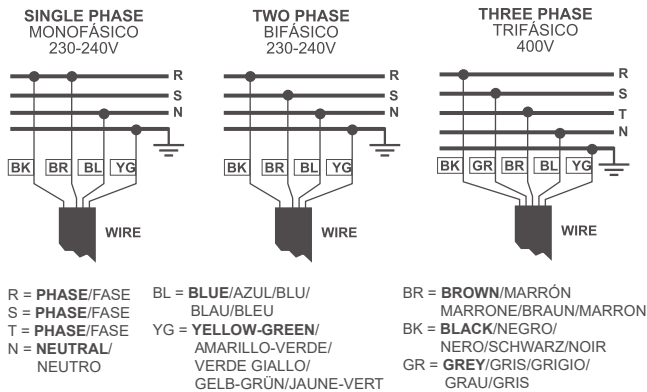 SINGLE PHASE
MONOFÁSICO
230-240V
R
S
N
BK BR BL YG
WIRE
TWO PHASE
BIFÁSICO
230-240V
R
S
N
BK BR BL YG
WIRE
THREE PHASE
TRIFÁSICO
400V
R
S
T
N
BK GR BR BL YG
WIRE
R = PHASE/FASE
S = PHASE/FASE
T = PHASE/FASE
N = NEUTRAL/
NEUTRO
BL = BLUE/AZUL/BLU/
BLAU/BLEU
YG = YELLOW-GREEN/
AMARILLO-VERDE/
VERDE GIALLO/
GELB-GRÜN/JAUNE-VERT
BR = BROWN/MARRÓN
MARRONE/BRAUN/MARRON
BK = BLACK/NEGRO/
NERO/SCHWARZ/NOIR
GR = GREY/GRIS/GRIGIO/
GRAU/GRIS